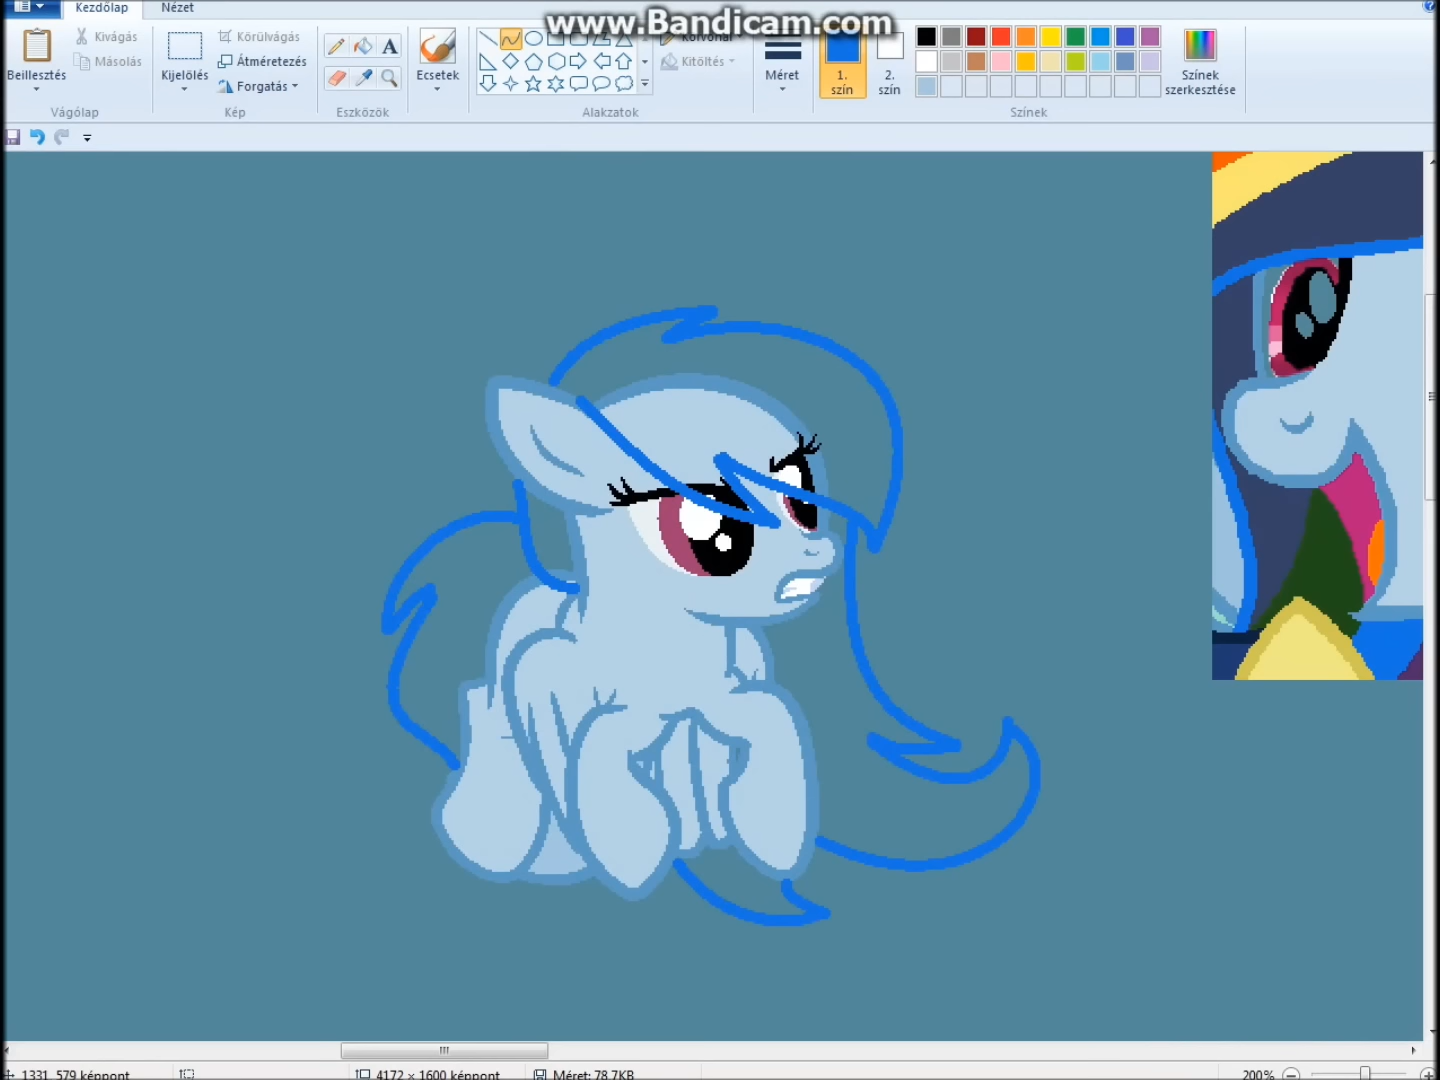 www.Bandicam.com
Kezdőlap
Nézet
Beillesztés
Kivágás
Másolás
Vágólap
Kijelölés
Körülvágás
Átméretezés
Forgatás
Kép
A
Eszközök
Ecsetek
Körvonal
Kitöltés
Alakzatok
Méret
1. szín
2. szín
Színek szerkesztése
Színek
1331, 579 képpont
4172 × 1600 képpont
Méret: 78,7KB
200%